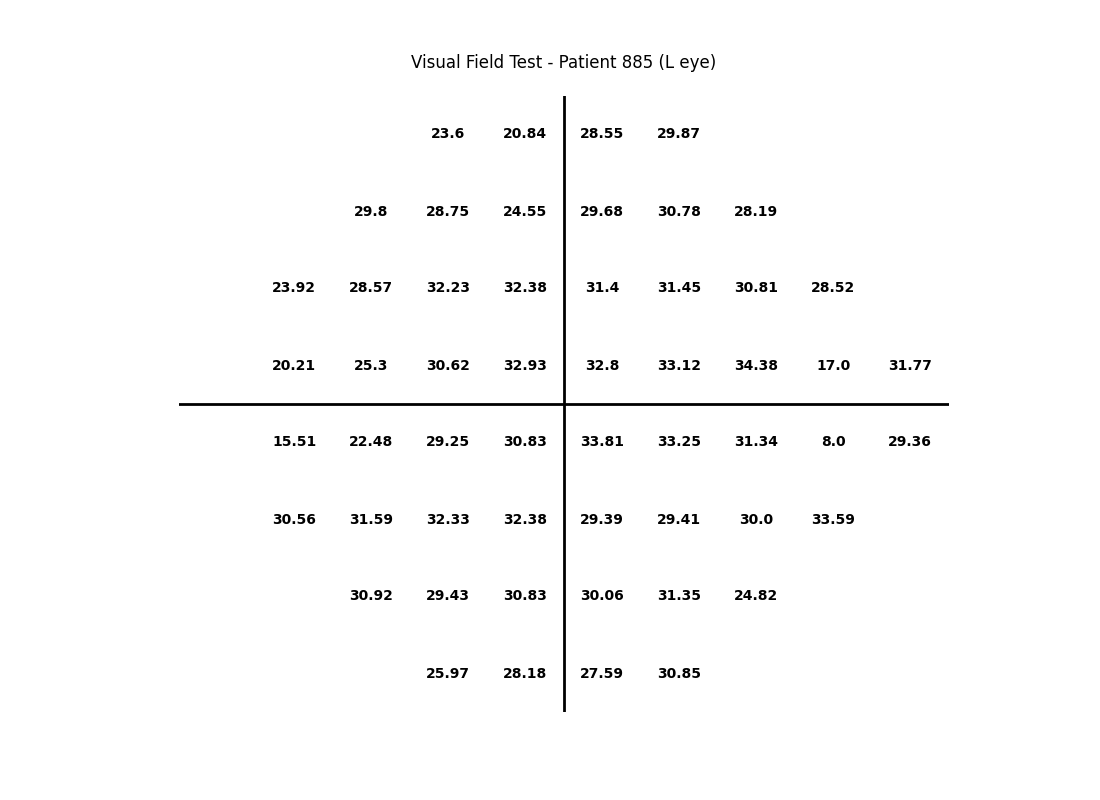 Visual Field Test - Patient 885 (L eye)
23.6 20.84 28.55 29.87
29.8 28.75 24.55 29.68 30.78 28.19
23.92 28.57 32.23 32.38 31.4 31.45 30.81 28.52
20.21 25.3 30.62 32.93 32.8 33.12 34.38 17.0 31.77
15.51 22.48 29.25 30.83 33.81 33.25 31.34 8.0 29.36
30.56 31.59 32.33 32.38 29.39 29.41 30.0 33.59
30.92 29.43 30.83 30.06 31.35 24.82
25.97 28.18 27.59 30.85